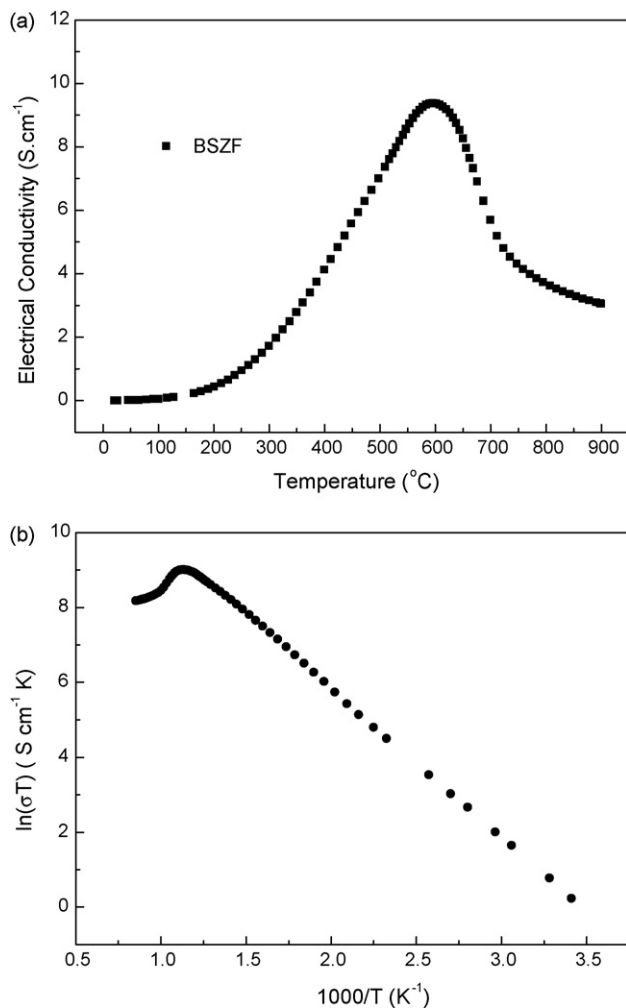 (a)
12
10
8
6
4
2
0
Electrical Conductivity (S.cm⁻¹)
BSZF
0 100 200 300 400 500 600 700 800 900
Temperature (°C)
(b)
10
8
6
4
2
0
ln(σT) ( S cm⁻¹ K)
0.5 1.0 1.5 2.0 2.5 3.0 3.5
1000/T (K⁻¹)